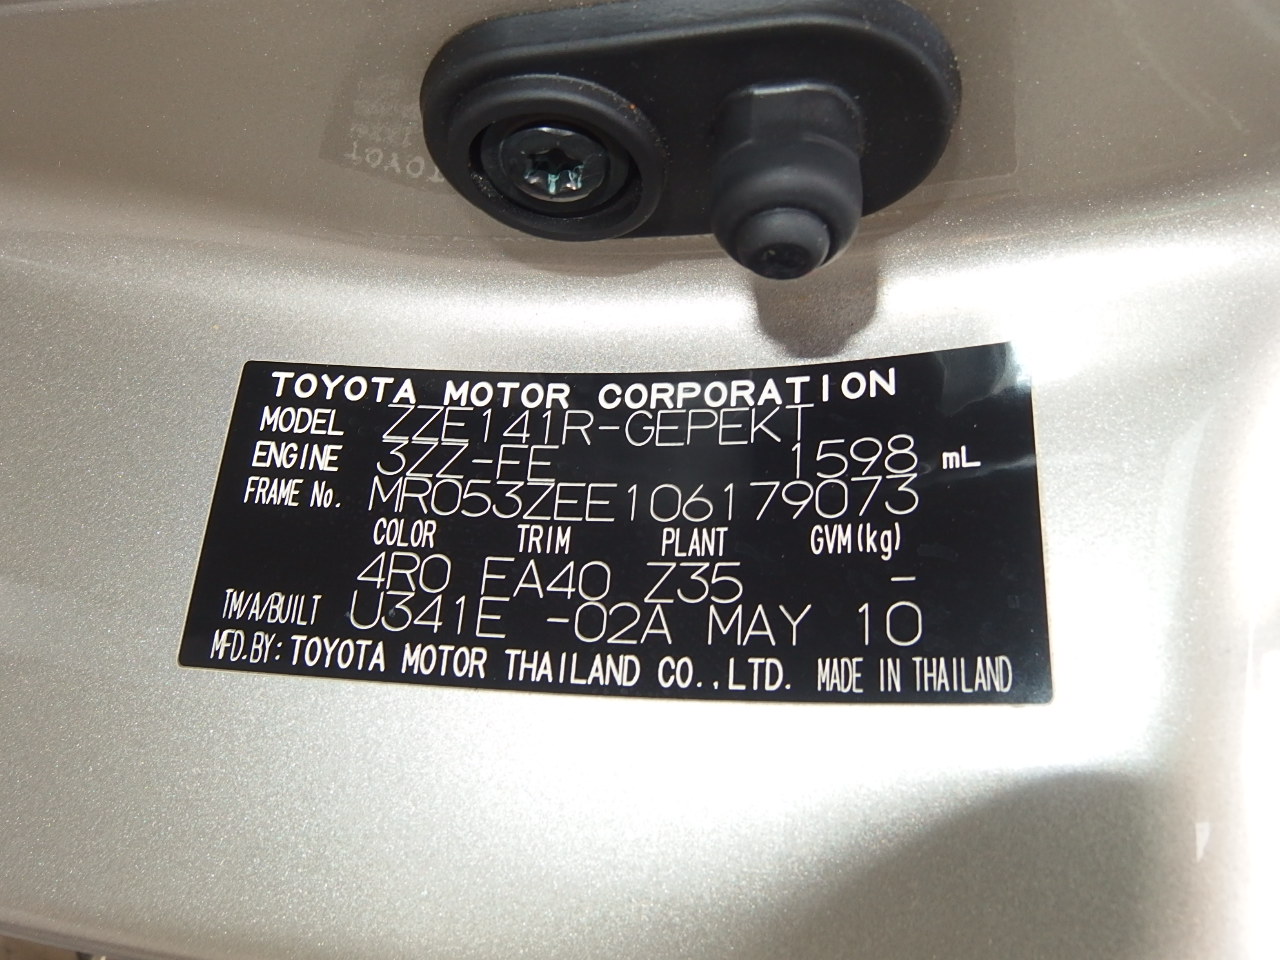 TOYOTA MOTOR CORPORATION
MODEL ZZE141R-GEPEKT
ENGINE 3ZZ-FE 1598 mL
FRAME No. MR053ZEE106179073
COLOR TRIM PLANT GVM(kg)
4R0 EA40 Z35 -
TM/A/BUILT U341E -02A MAY 10
MFD.BY: TOYOTA MOTOR THAILAND CO.,LTD. MADE IN THAILAND